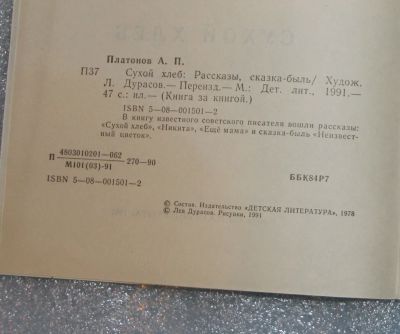 Платонов А. П.
П37 Сухой хлеб: Рассказы, сказка-быль/ Худож.
Л. Дурасов.— Переизд.— М.: Дет. лит., 1991.—
47 с.: ил.— (Книга за книгой.)
ISBN 5—08—001501—2
В книгу известного советского писателя вошли рассказы:
«Сухой хлеб», «Никита», «Ещё мама» и сказка-быль «Неизвест-
ный цветок».
П 4803010201—062 270—90
М101(03)-91
ББК84Р7
ISBN 5—08—001501—2
© Состав. Издательство «ДЕТСКАЯ ЛИТЕРАТУРА», 1978
© Лев Дурасов. Рисунки, 1991